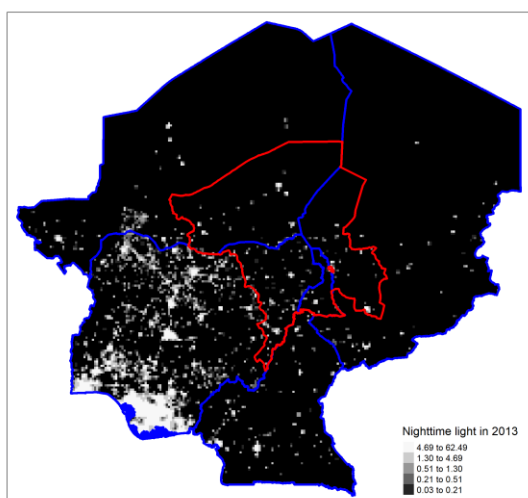 Nighttime light in 2013
4.69 to 62.49
1.30 to 4.69
0.51 to 1.30
0.21 to 0.51
0.03 to 0.21